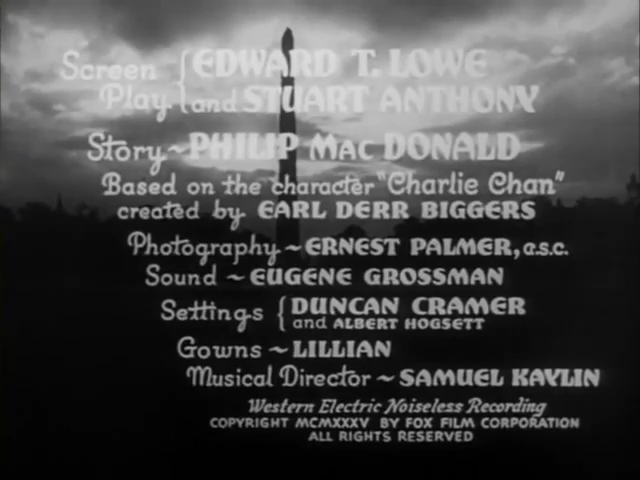 Screen Play { EDWARD T. LOWE
and STUART ANTHONY
Story ~ PHILIP MAC DONALD
Based on the character "Charlie Chan"
created by EARL DERR BIGGERS
Photography ~ ERNEST PALMER, a.s.c.
Sound ~ EUGENE GROSSMAN
Settings { DUNCAN CRAMER
and ALBERT HOGSETT
Gowns ~ LILLIAN
Musical Director ~ SAMUEL KAYLIN
Western Electric Noiseless Recording
COPYRIGHT MCMXXXV BY FOX FILM CORPORATION
ALL RIGHTS RESERVED